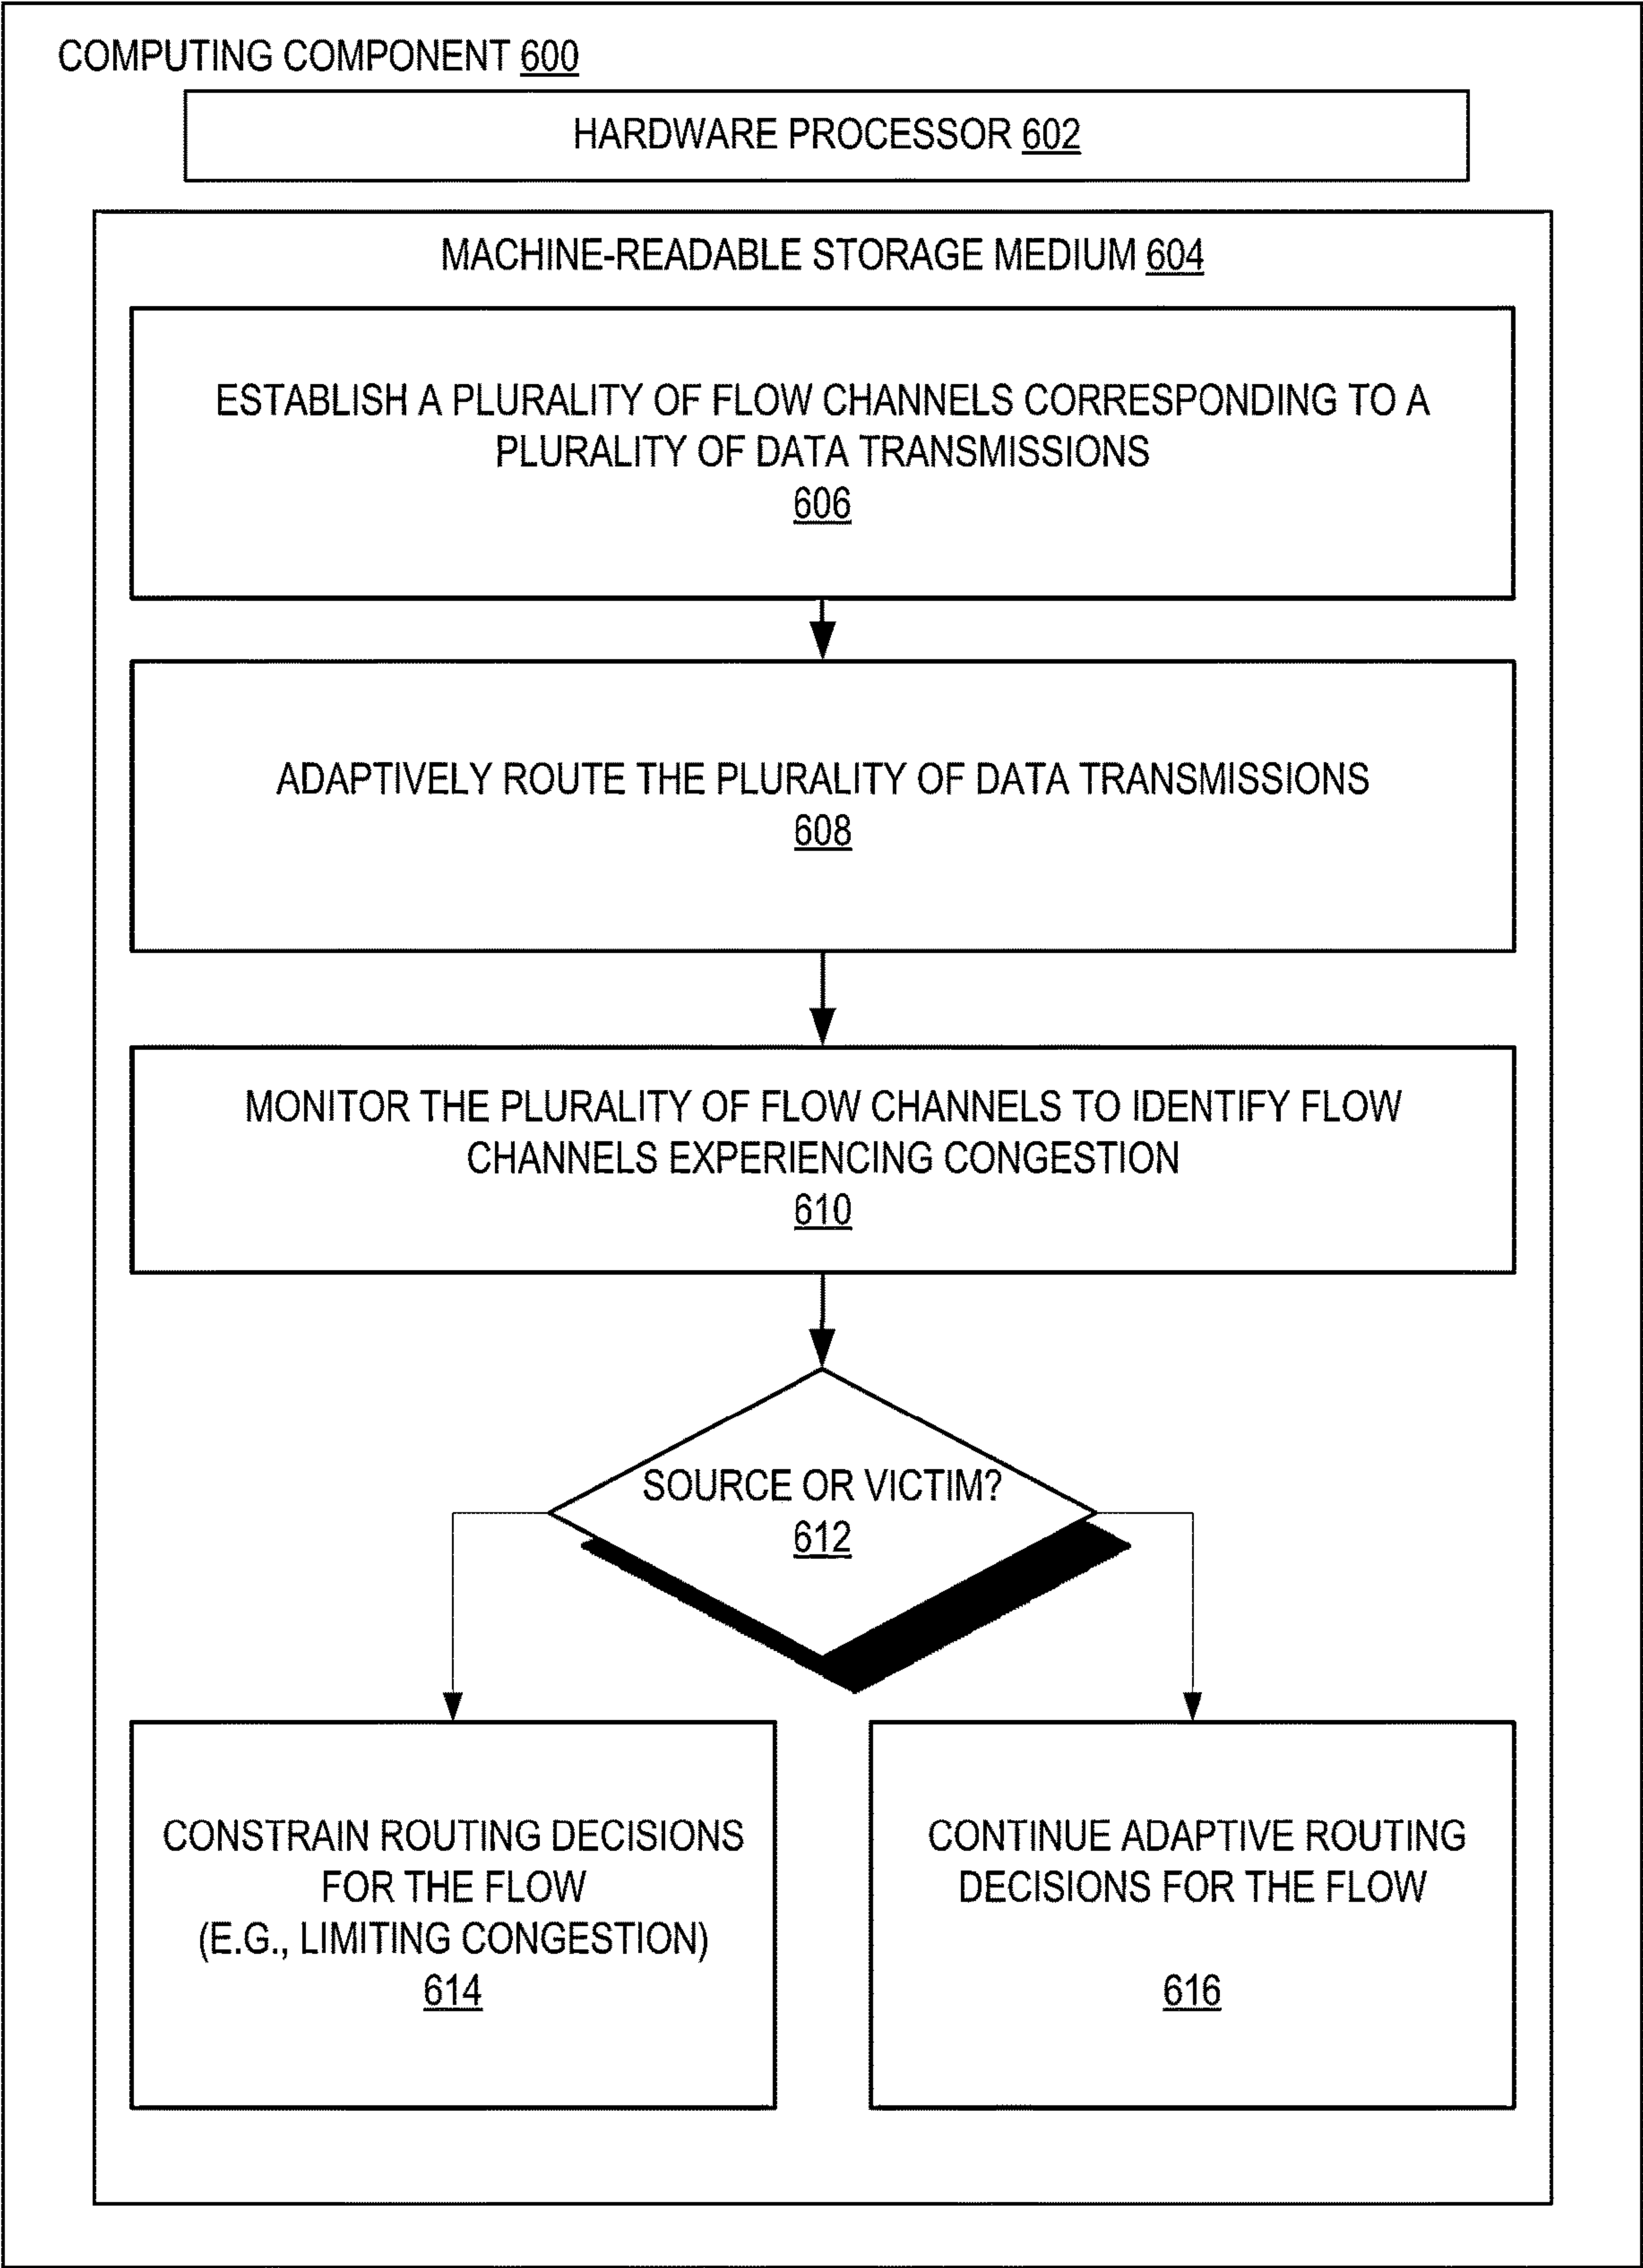 COMPUTING COMPONENT 600
HARDWARE PROCESSOR 602
MACHINE-READABLE STORAGE MEDIUM 604
ESTABLISH A PLURALITY OF FLOW CHANNELS CORRESPONDING TO A
PLURALITY OF DATA TRANSMISSIONS
606
ADAPTIVELY ROUTE THE PLURALITY OF DATA TRANSMISSIONS
608
MONITOR THE PLURALITY OF FLOW CHANNELS TO IDENTIFY FLOW
CHANNELS EXPERIENCING CONGESTION
610
SOURCE OR VICTIM?
612
CONSTRAIN ROUTING DECISIONS
FOR THE FLOW
(E.G., LIMITING CONGESTION)
614
CONTINUE ADAPTIVE ROUTING
DECISIONS FOR THE FLOW
616